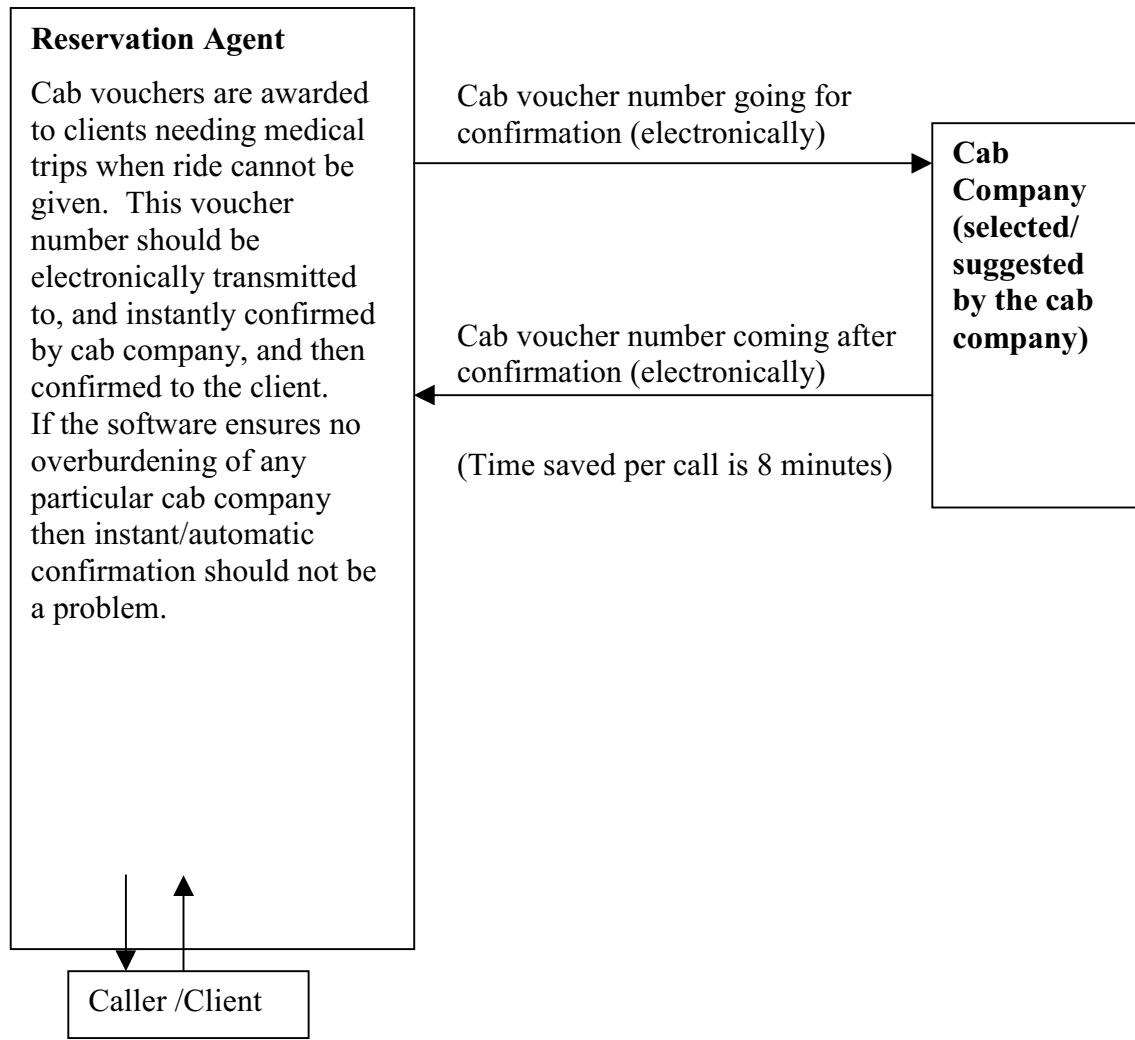 Reservation Agent
Cab vouchers are awarded
to clients needing medical
trips when ride cannot be
given.  This voucher
number should be
electronically transmitted
to, and instantly confirmed
by cab company, and then
confirmed to the client.
If the software ensures no
overburdening of any
particular cab company
then instant/automatic
confirmation should not be
a problem.
Cab voucher number going for
confirmation (electronically)
Cab voucher number coming after
confirmation (electronically)
(Time saved per call is 8 minutes)
Cab
Company
(selected/
suggested
by the cab
company)
Caller /Client